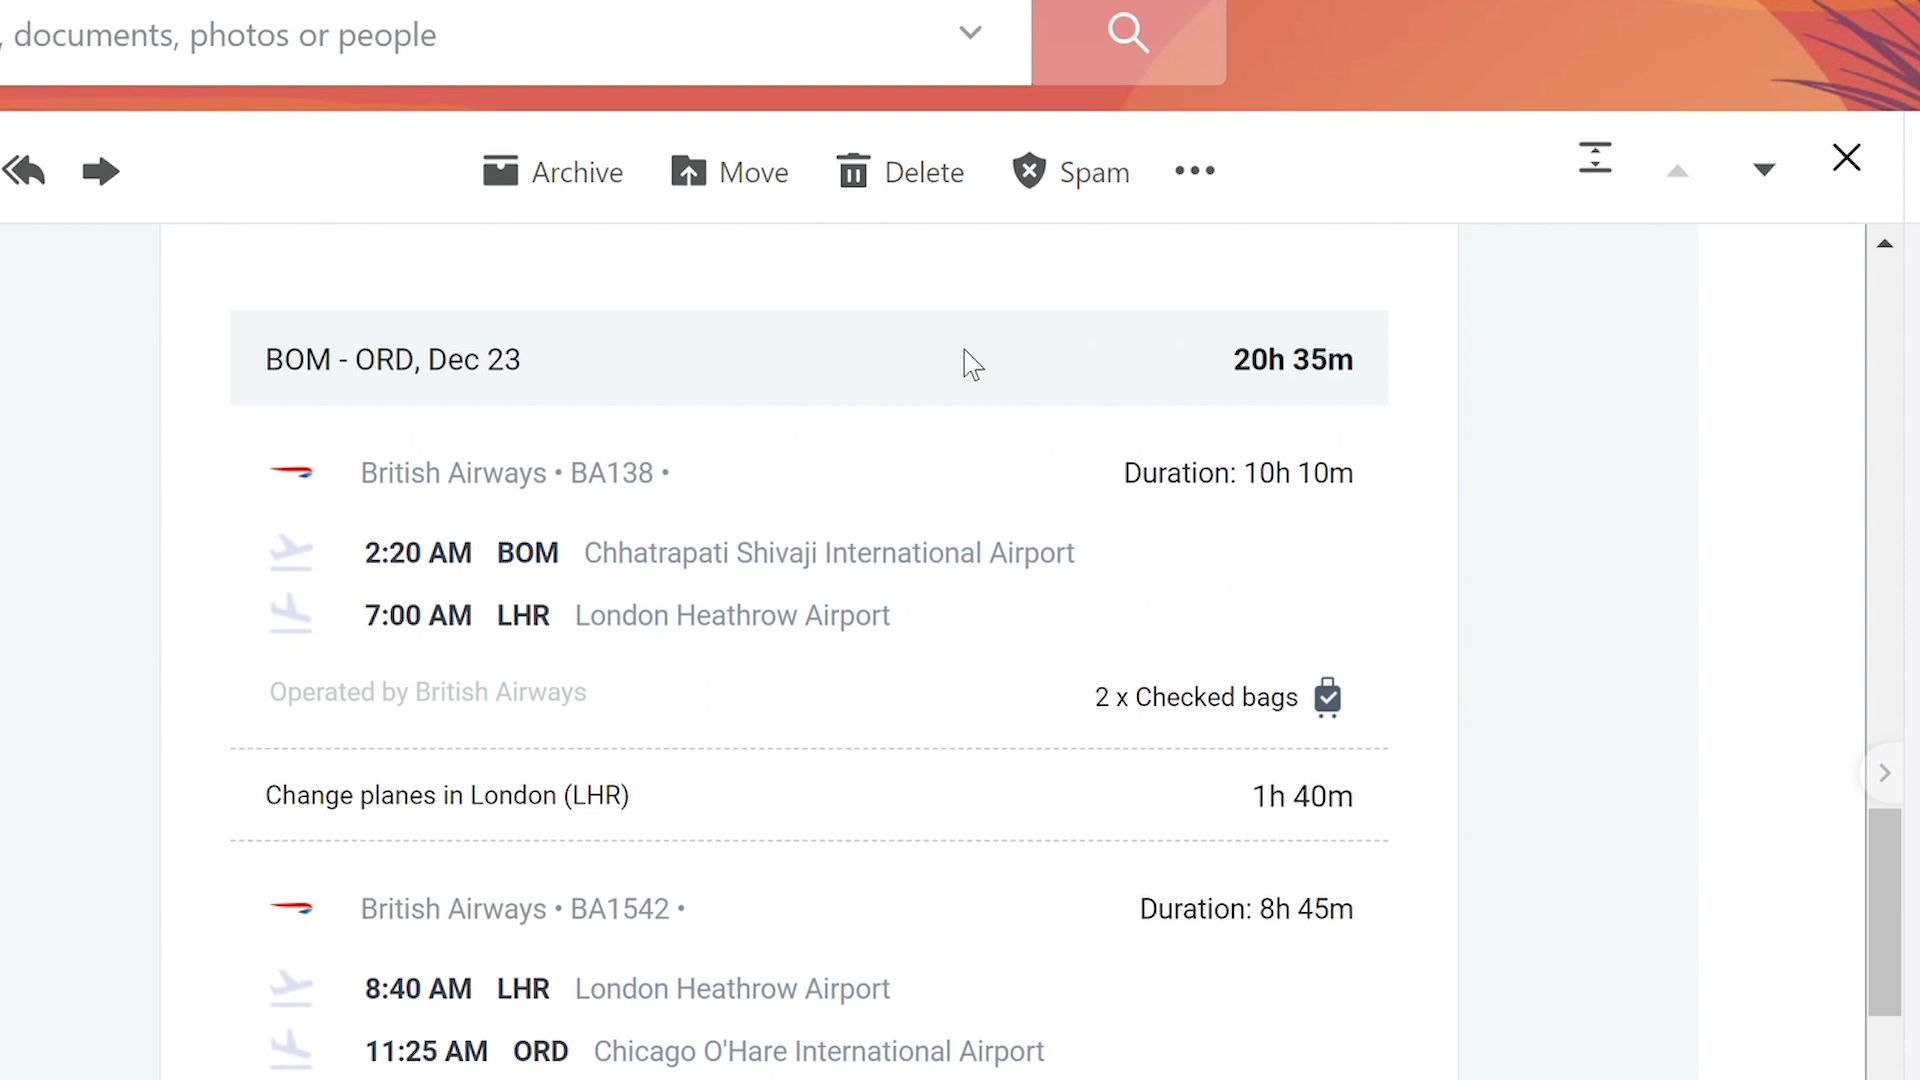 , documents, photos or people
Archive Move Delete Spam
BOM - ORD, Dec 23 20h 35m
British Airways • BA138 • Duration: 10h 10m
2:20 AM BOM Chhatrapati Shivaji International Airport
7:00 AM LHR London Heathrow Airport
Operated by British Airways 2 x Checked bags
Change planes in London (LHR) 1h 40m
British Airways • BA1542 • Duration: 8h 45m
8:40 AM LHR London Heathrow Airport
11:25 AM ORD Chicago O'Hare International Airport